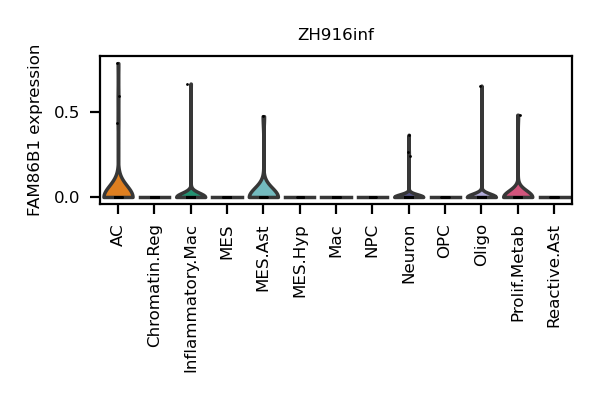 ZH916inf
FAM86B1 expression
0.5
0.0
AC
Chromatin.Reg
Inflammatory.Mac
MES
MES.Ast
MES.Hyp
Mac
NPC
Neuron
OPC
Oligo
Prolif.Metab
Reactive.Ast